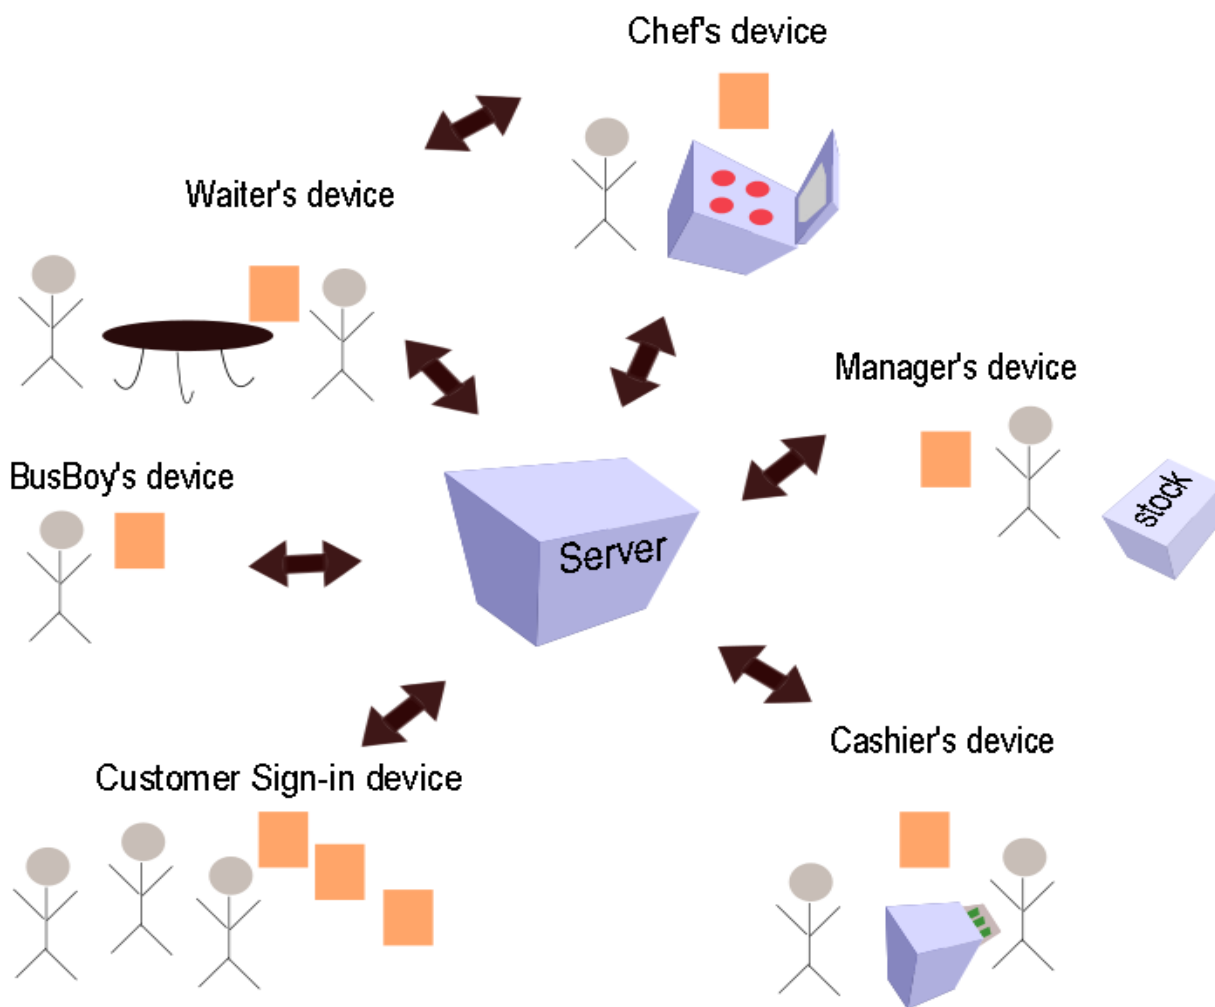 Chef's device
Waiter's device
Manager's device
stock
BusBoy's device
Server
Cashier's device
Customer Sign-in device